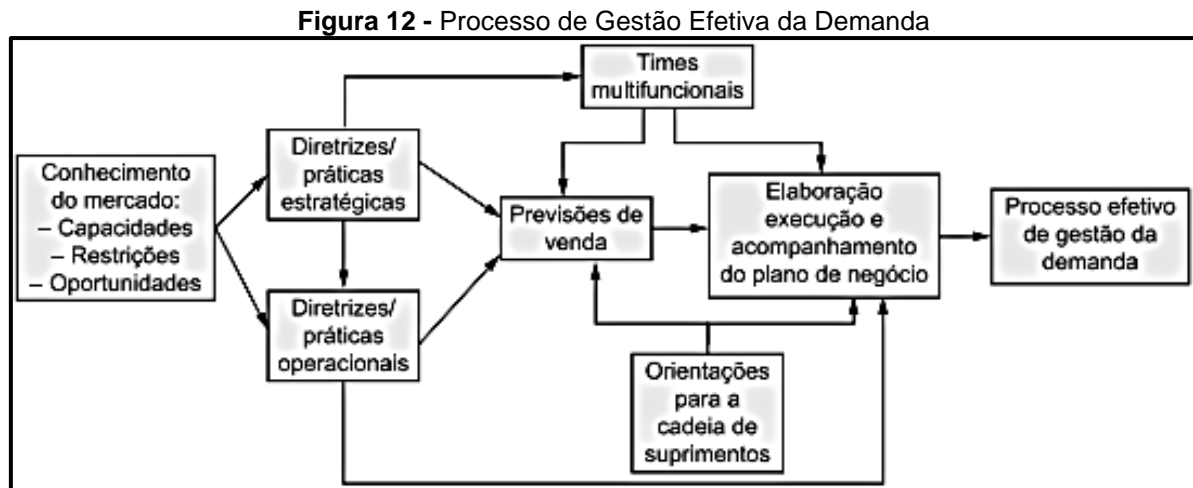 Figura 12 - Processo de Gestão Efetiva da Demanda
Times
multifuncionais
Conhecimento
do mercado:
– Capacidades
– Restrições
– Oportunidades
Diretrizes/
práticas
estratégicas
Diretrizes/
práticas
operacionais
Previsões de
venda
Elaboração
execução e
acompanhamento
do plano de negócio
Processo efetivo
de gestão da
demanda
Orientações
para a
cadeia de
suprimentos